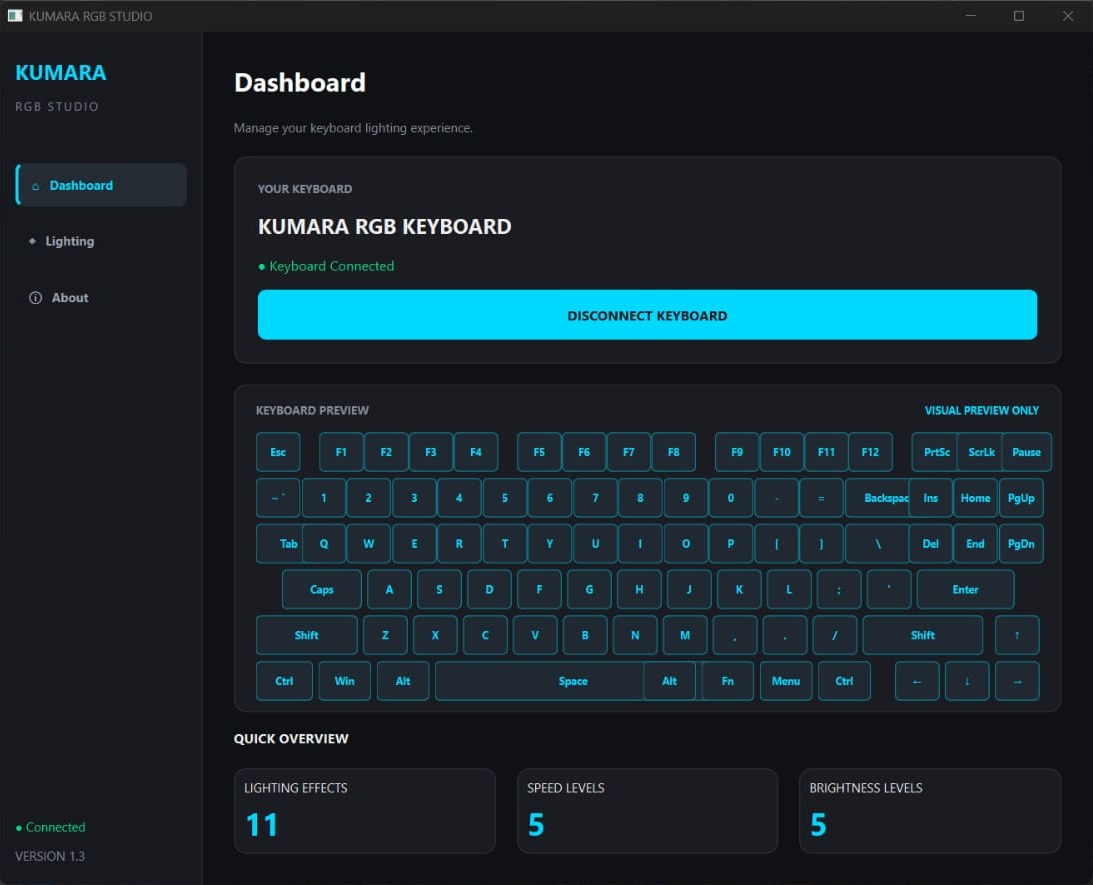 KUMARA RGB STUDIO
KUMARA
RGB STUDIO
Dashboard
Lighting
About
● Connected
VERSION 1.3
Dashboard
Manage your keyboard lighting experience.
YOUR KEYBOARD
KUMARA RGB KEYBOARD
● Keyboard Connected
DISCONNECT KEYBOARD
KEYBOARD PREVIEW VISUAL PREVIEW ONLY
Esc F1 F2 F3 F4 F5 F6 F7 F8 F9 F10 F11 F12 PrtSc ScrLk Pause
~ ` 1 2 3 4 5 6 7 8 9 0 - = Backspac Ins Home PgUp
Tab Q W E R T Y U I O P [ ] \ Del End PgDn
Caps A S D F G H J K L ; ' Enter
Shift Z X C V B N M , . / Shift ↑
Ctrl Win Alt Space Alt Fn Menu Ctrl ← ↓ →
QUICK OVERVIEW
LIGHTING EFFECTS
11
SPEED LEVELS
5
BRIGHTNESS LEVELS
5